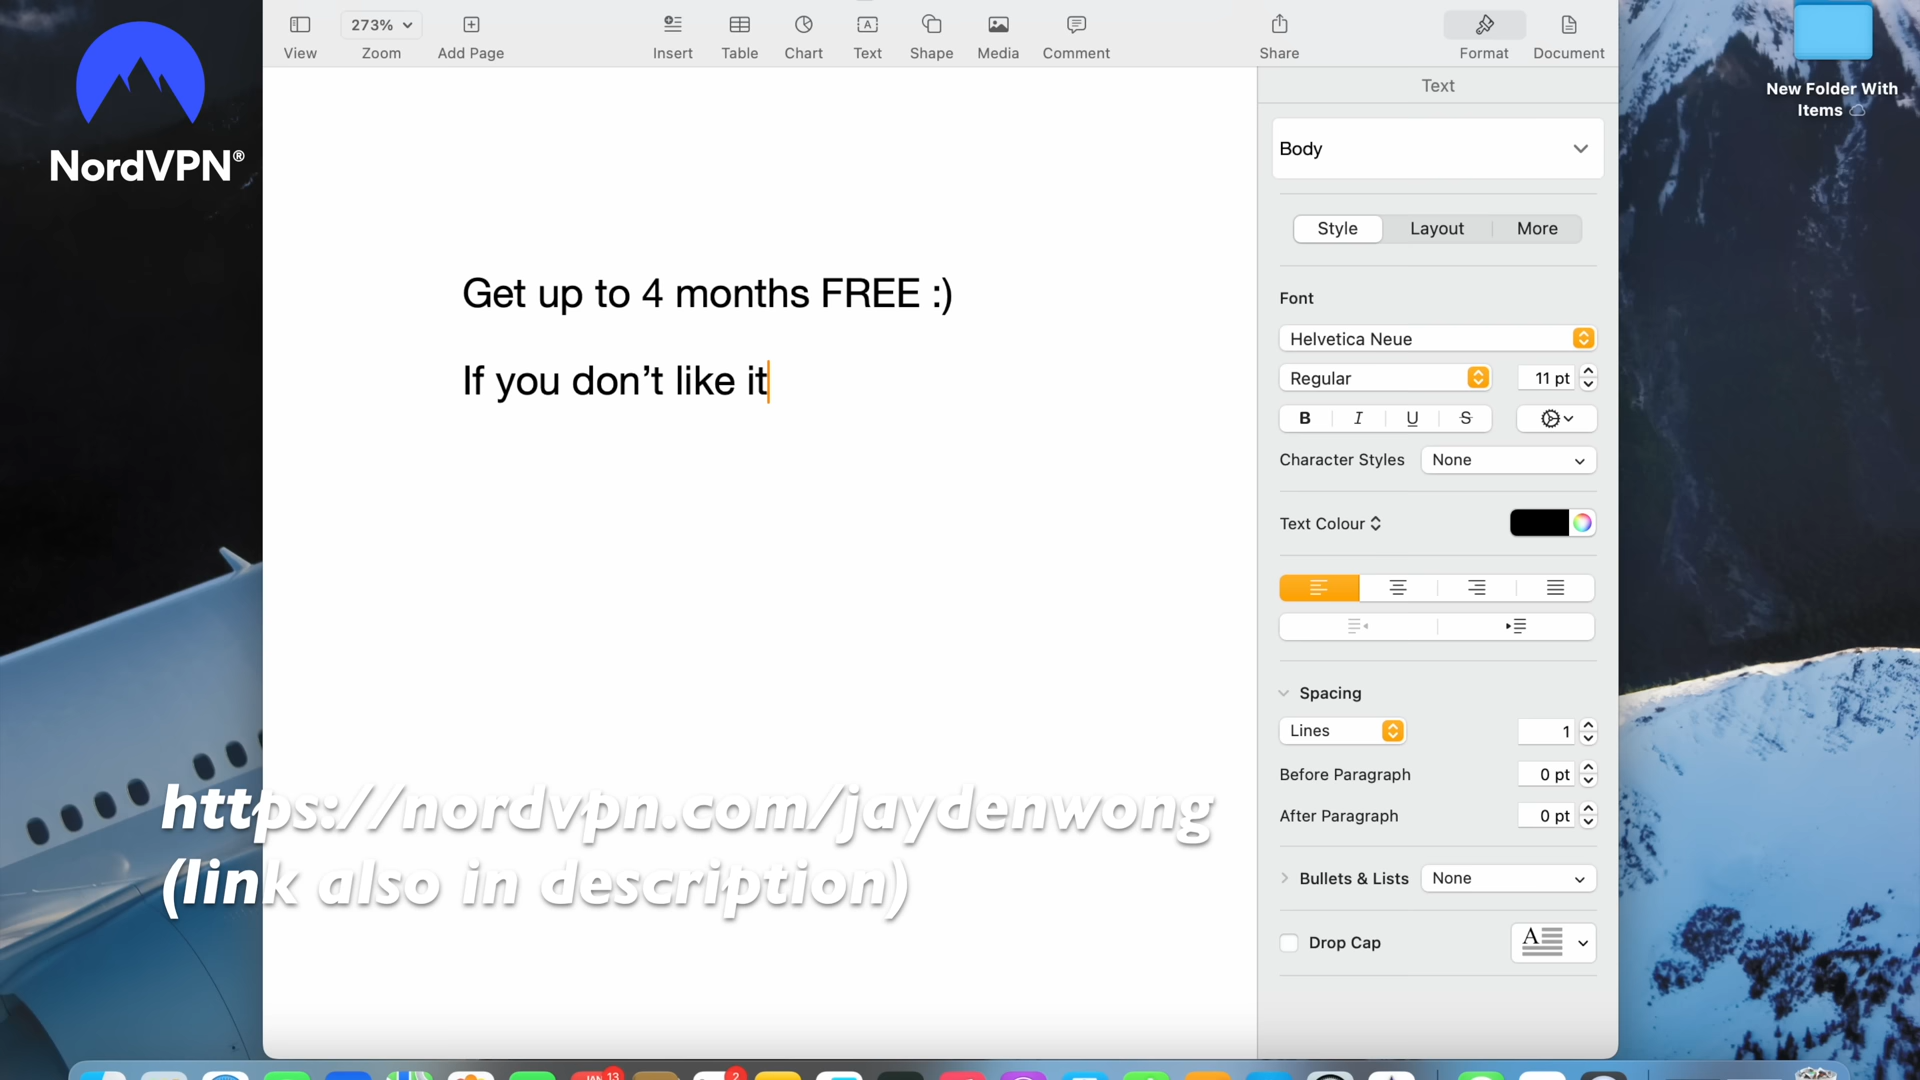 NordVPN®
View
273%
Zoom
Add Page
Insert
Table
Chart
Text
Shape
Media
Comment
Share
Format
Document
New Folder With
Items
Text
Body
Style Layout More
Get up to 4 months FREE :)
If you don’t like it
Font
Helvetica Neue
Regular 11 pt
B I U S
Character Styles None
Text Colour
Spacing
Lines 1
Before Paragraph 0 pt
After Paragraph 0 pt
Bullets & Lists None
Drop Cap
A
https://nordvpn.com/jaydenwong
(link also in description)
JAN 13
2